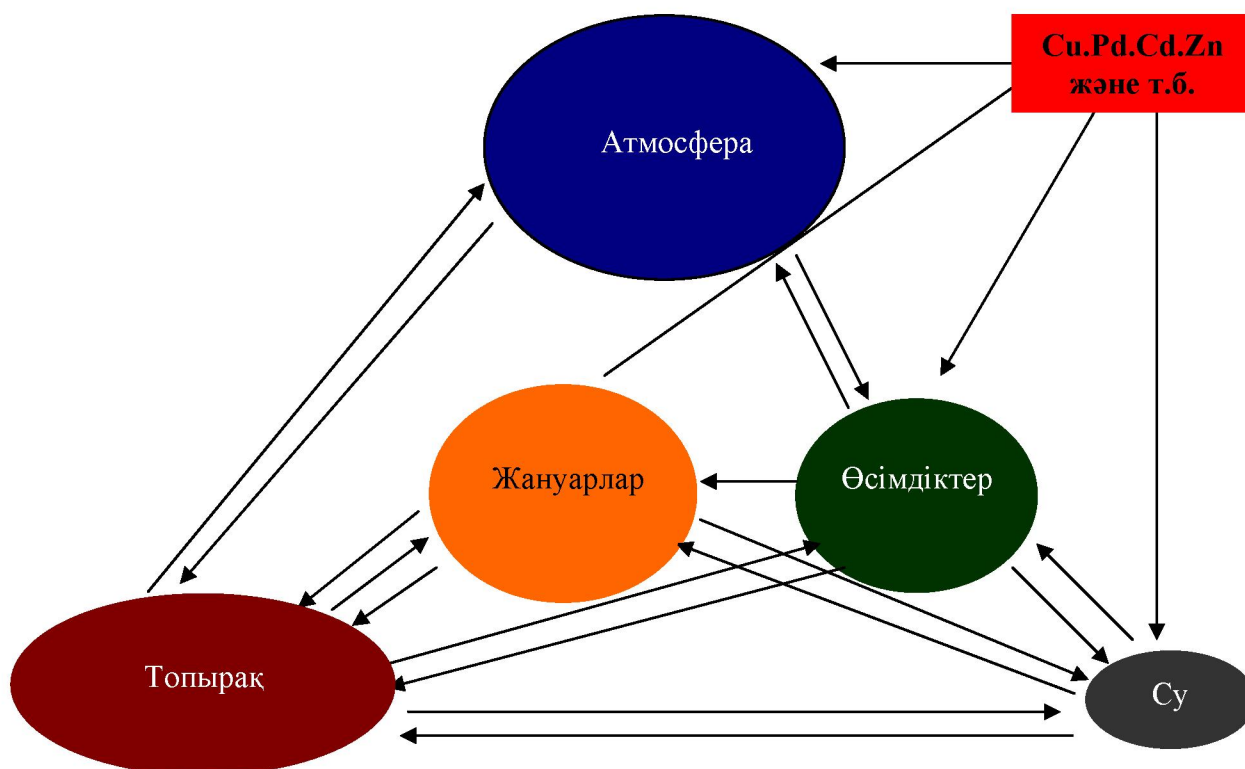 Cu.Pd.Cd.Zn
және т.б.
Атмосфера
Жануарлар
Өсімдіктер
Топырақ
Су